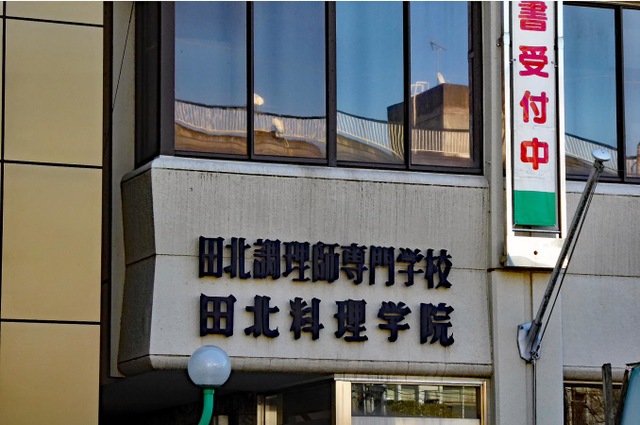 田北調理師専門学校
田北料理学院
書受付中